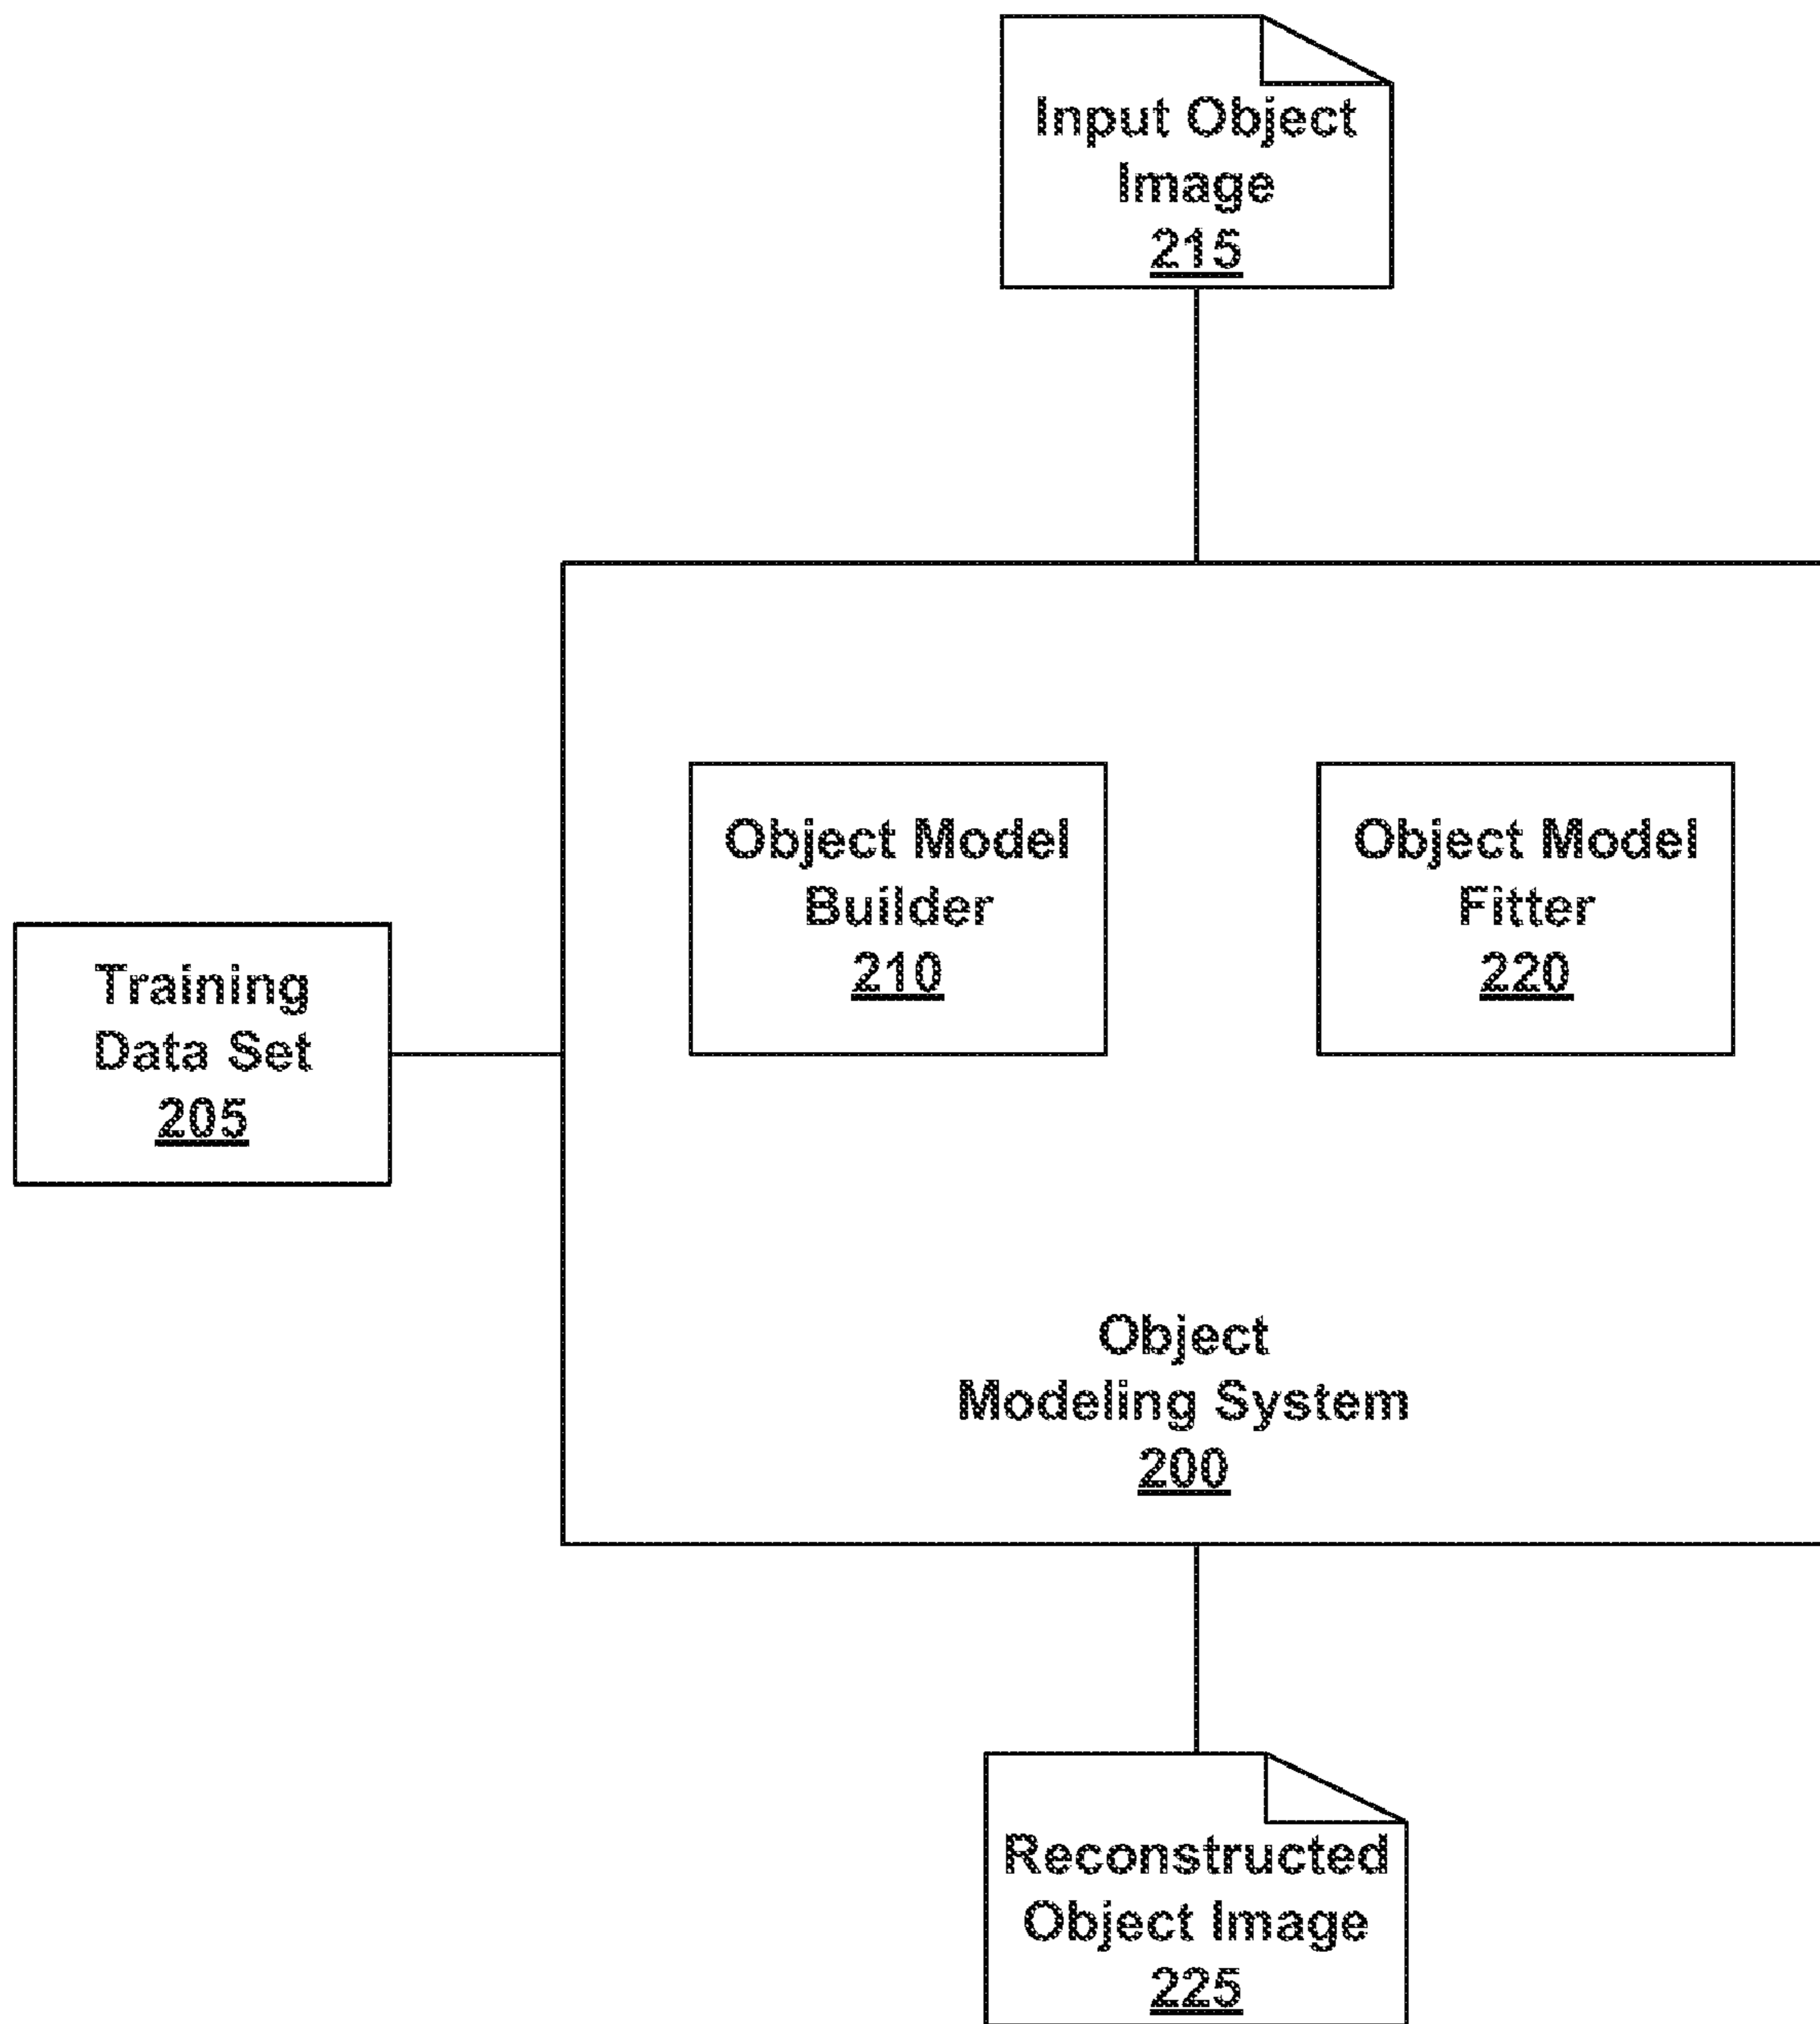 Input Object
Image
215
Object Model
Builder
210
Object Model
Fitter
220
Training
Data Set
205
Object
Modeling System
200
Reconstructed
Object Image
225